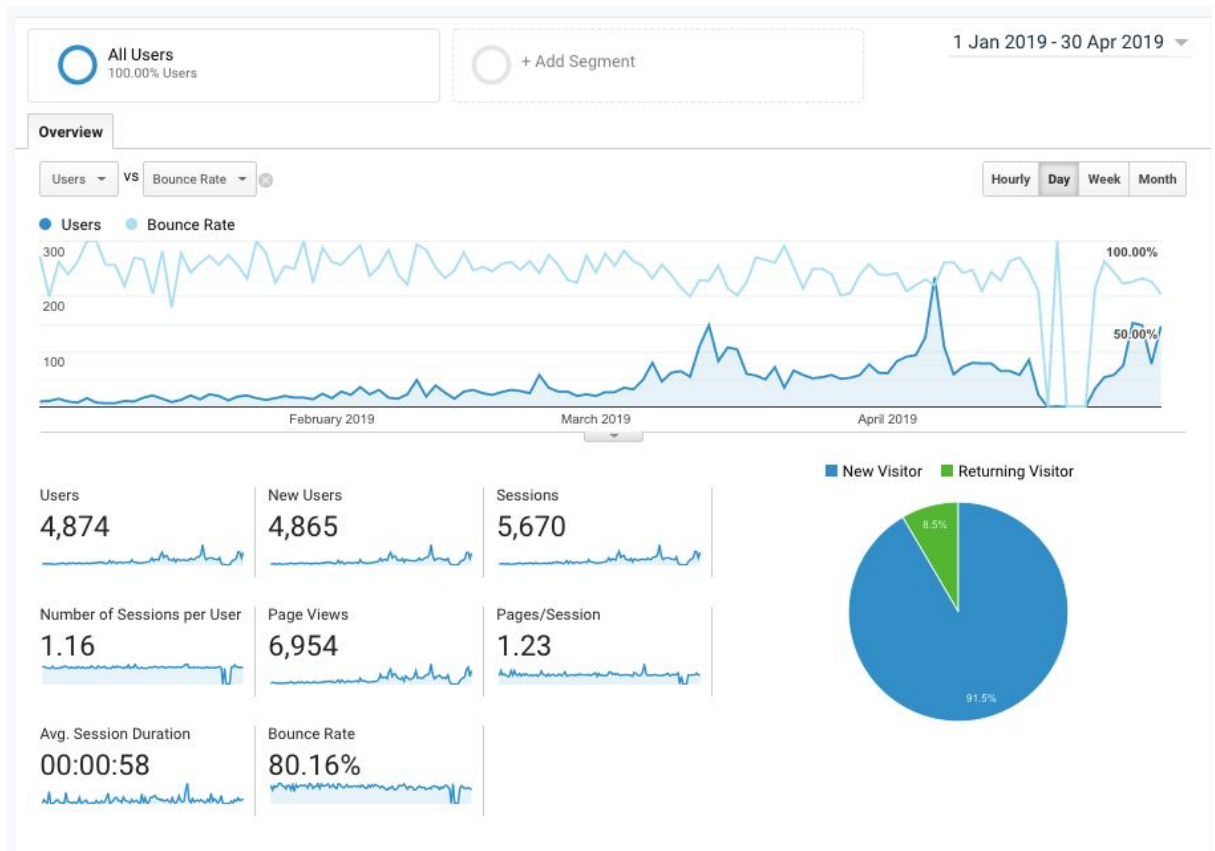 All Users
100.00% Users
+ Add Segment
1 Jan 2019 - 30 Apr 2019
Overview
Users VS Bounce Rate
Hourly Day Week Month
Users Bounce Rate
300 100.00%
200
50.00%
100
February 2019 March 2019 April 2019
New Visitor Returning Visitor
Users New Users Sessions
4,874 4,865 5,670
8.5%
Number of Sessions per User Page Views Pages/Session
1.16 6,954 1.23
91.5%
Avg. Session Duration Bounce Rate
00:00:58 80.16%